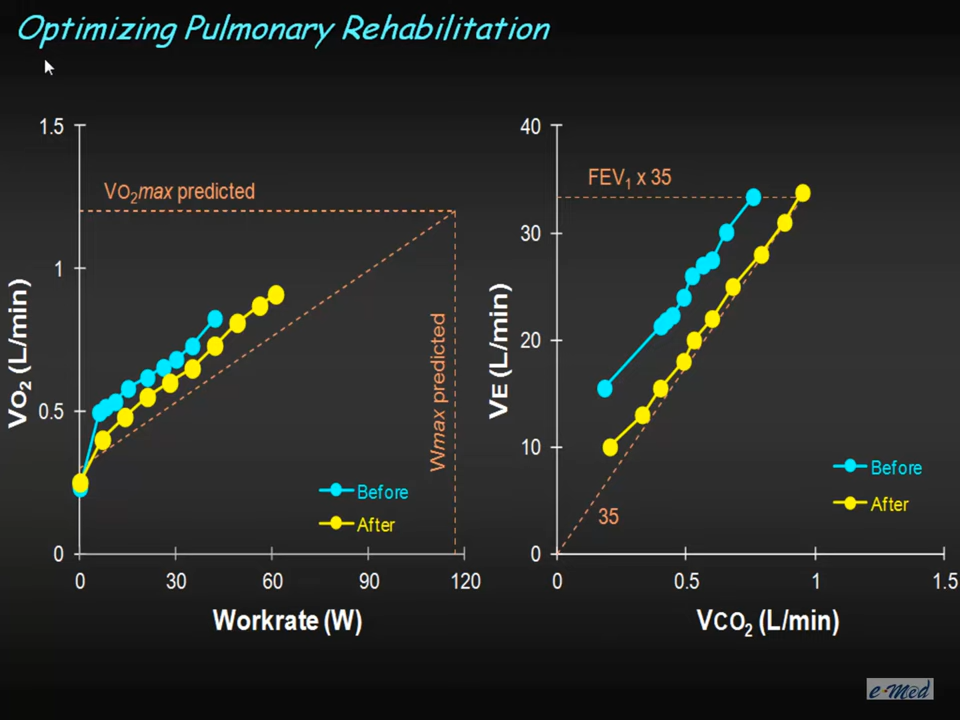 Optimizing Pulmonary Rehabilitation
1.5
1
0.5
0
VO₂ (L/min)
VO₂max predicted
Wmax predicted
Before
After
0 30 60 90 120
Workrate (W)
40
30
20
10
0
VE (L/min)
FEV₁ x 35
35
Before
After
0 0.5 1 1.5
VCO₂ (L/min)
e-Med